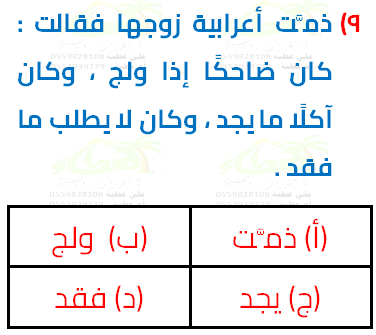 ٩) ذمَّت أعرابية زوجها فقالت :
كان ضاحكًا إذا ولج ، وكان
آكلًا ما يجد ، وكان لا يطلب ما
فقد .
(أ) ذمَّت (ب) ولج
(ج) يجد (د) فقد